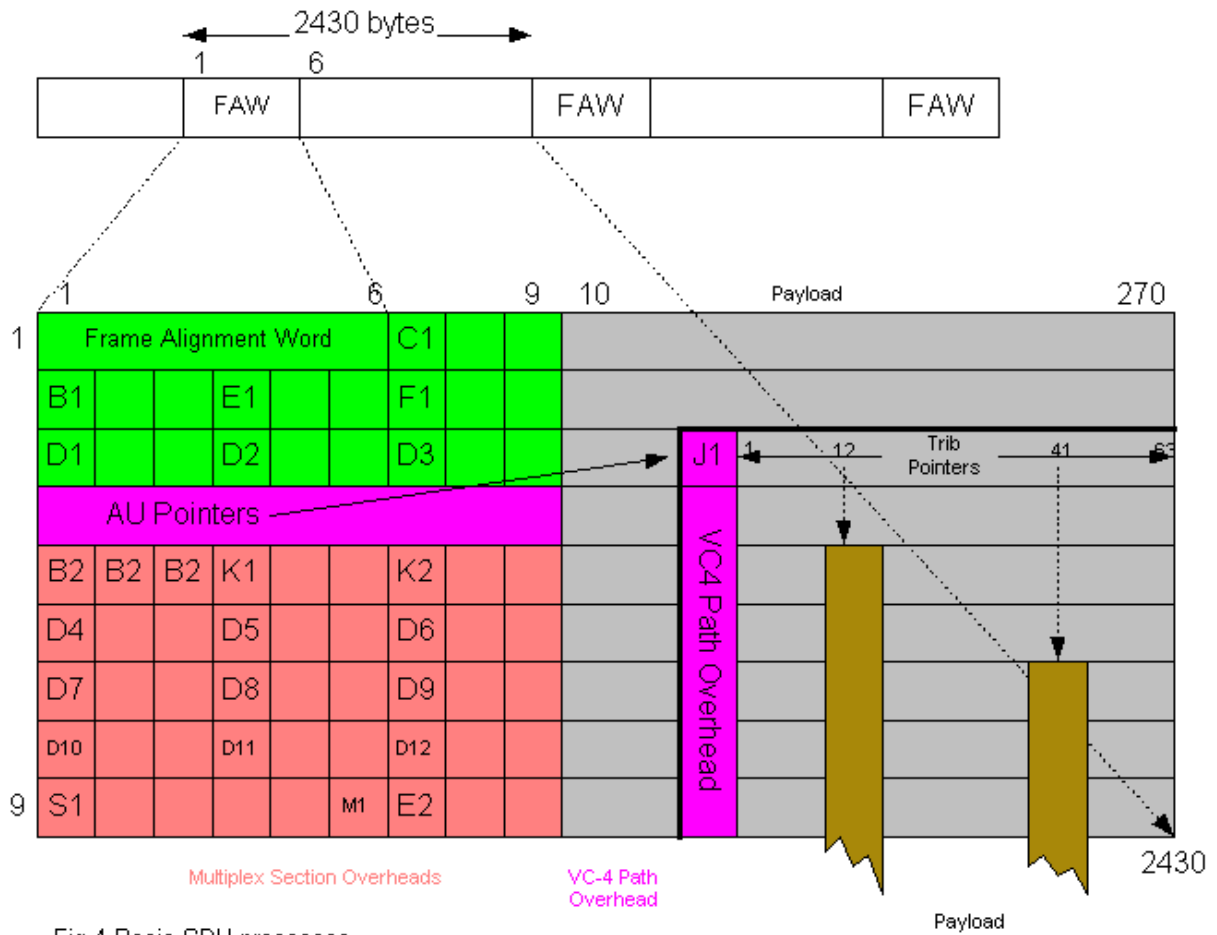 2430 bytes
1 6
FAW FAW FAW
1 6 9 10 Payload 270
1 Frame Alignment Word C1
B1 E1 F1
D1 D2 D3 J1 1 12 Trib Pointers 41 63
AU Pointers
B2 B2 B2 K1 K2
D4 D5 D6
D7 D8 D9
D10 D11 D12
9 S1 M1 E2
VC4 Path Overhead
2430
Multiplex Section Overheads
VC-4 Path
Overhead
Payload